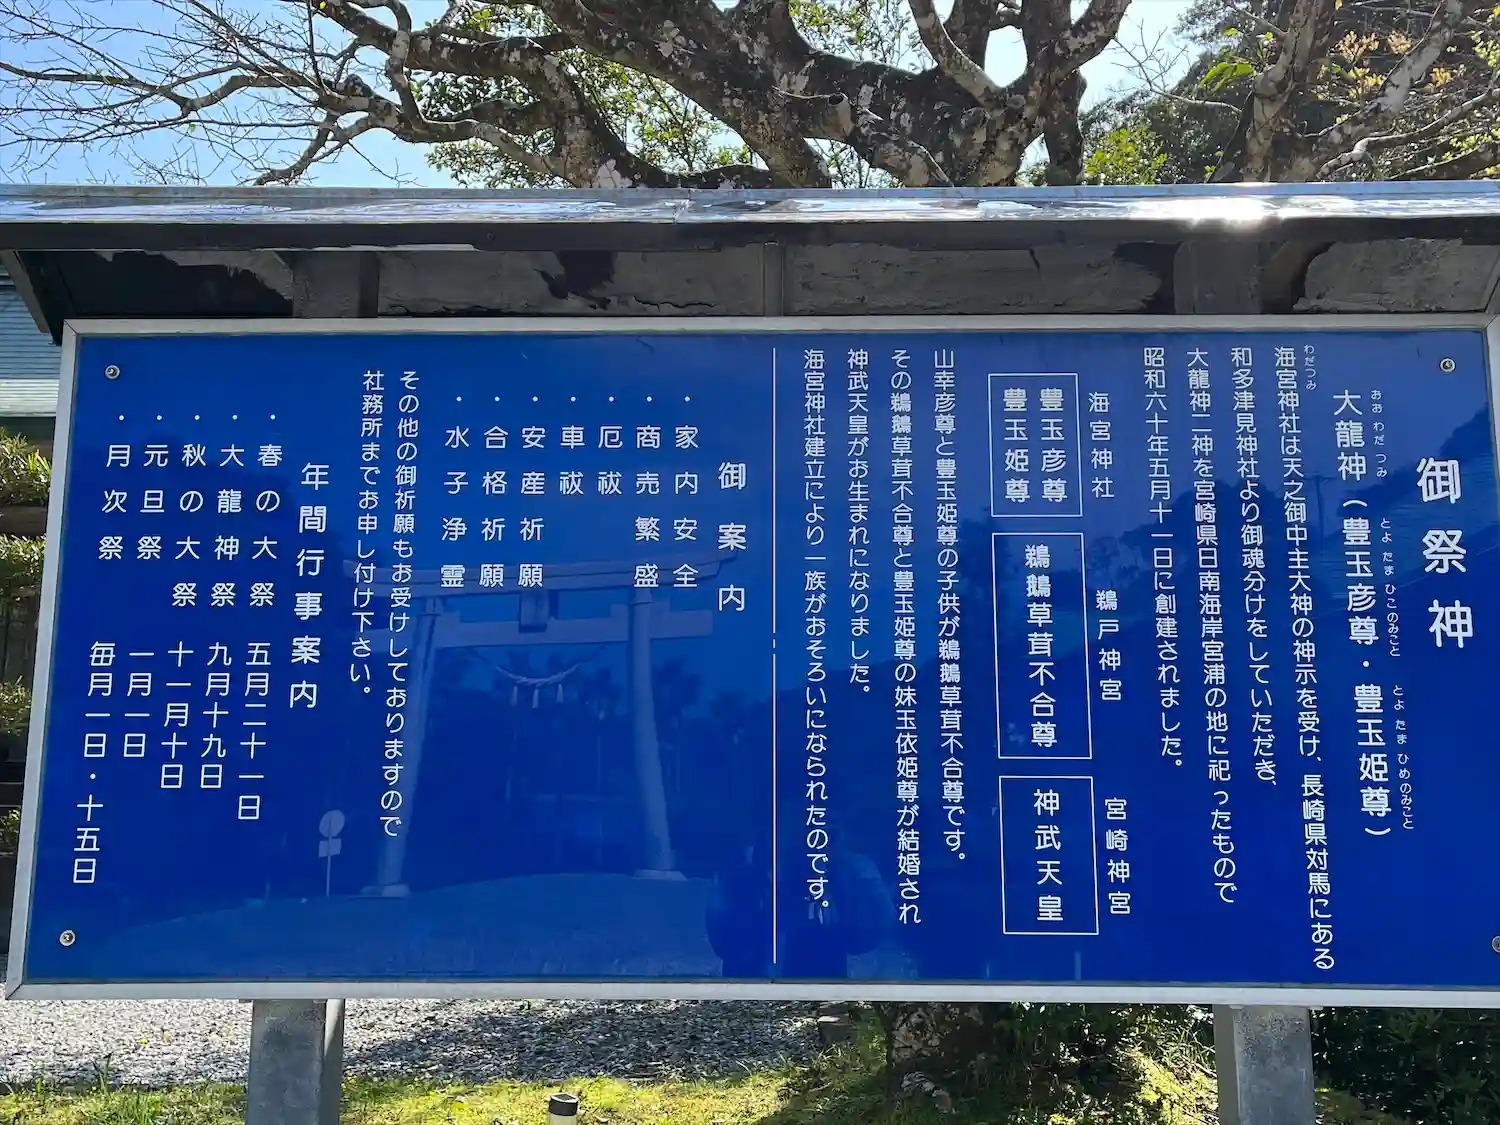 御祭神
おおわだつみ とよたまひこのみこと とよたまひめのみこと
大龍神(豊玉彦尊・豊玉姫尊)
わだつみ
海宮神社は天之御中主大神の神示を受け、長崎県対馬にある
和多津見神社より御魂分けをしていただき、
大龍神二神を宮崎県日南海岸宮浦の地に祀ったもので
昭和六十年五月十一日に創建されました。
海宮神社
豊玉彦尊
豊玉姫尊
鵜戸神宮
鵜鵝草茸不合尊
宮崎神宮
神武天皇
山幸彦尊と豊玉姫尊の子供が鵜鵝草茸不合尊です。
その鵜鵝草茸不合尊と豊玉姫尊の妹玉依姫尊が結婚され
神武天皇がお生まれになりました。
海宮神社建立により一族がおそろいになられたのです。
御案内
・家内安全
・商売繁盛
・厄祓
・車祓
・安産祈願
・合格祈願
・水子浄霊
その他の御祈願もお受けしておりますので
社務所までお申し付け下さい。
年間行事案内
・春の大祭 五月二十一日
・大龍神祭 九月十九日
・秋の大祭 十一月十日
・元旦祭 一月一日
・月次祭 毎月一日・十五日